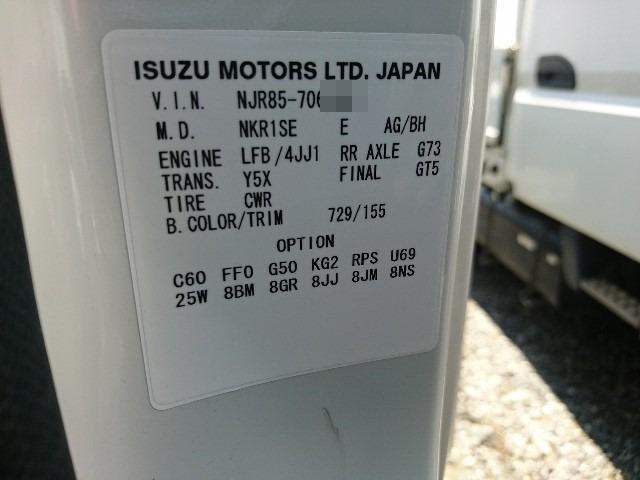 ISUZU MOTORS LTD. JAPAN
V.I.N. NJR85-706
M.D. NKR1SE E AG/BH
ENGINE LFB/4JJ1 RR AXLE G73
TRANS. Y5X FINAL GT5
TIRE CWR
B.COLOR/TRIM 729/155
OPTION
C60 FF0 G50 KG2 RPS U69
25W 8BM 8GR 8JJ 8JM 8NS